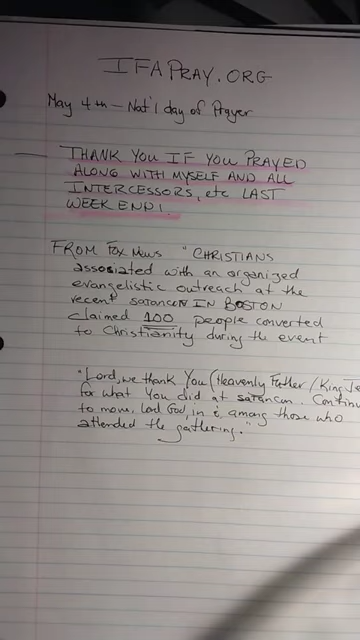 IFAPRAY.ORG
May 4th - Nat'l day of Prayer
THANK YOU IF YOU PRAYED
ALONG WITH MYSELF AND ALL
INTERCESSORS, etc LAST
WEEKEND!
FROM Fox News "CHRISTIANS
assosiated with an organized
evangelistic outreach at the
recent satancon IN BOSTON
claimed 100 people converted
to Christianity during the event
"Lord, we thank You (Heavenly Father / King Je
for what You did at satancon. Continu
to move, Lord God, in & among those who
attended the gathering."